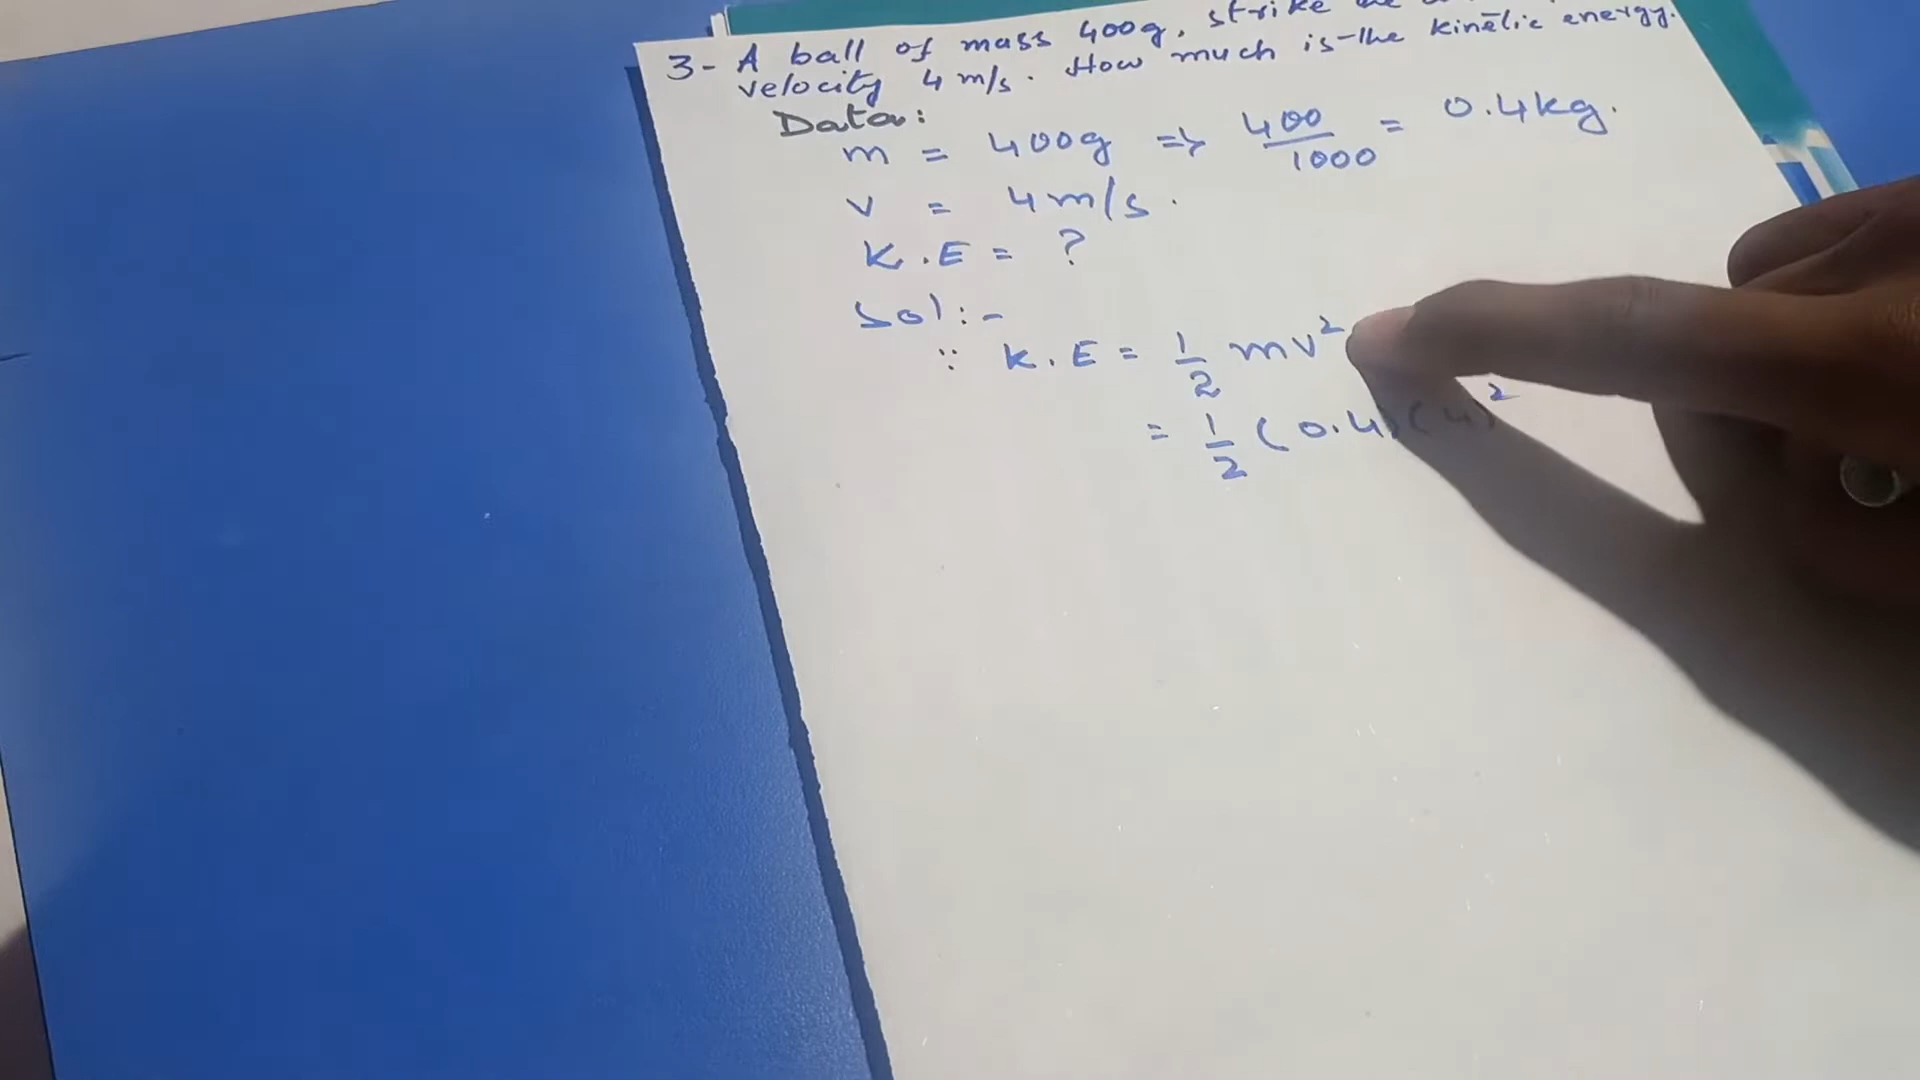 3- A ball of mass 400g, strike
velocity 4 m/s. How much is the kinetic energy.
Data:
m = 400g => 400/1000 = 0.4kg.
v = 4m/s.
K.E = ?
Sol:-
∵ K.E = 1/2 mv²
= 1/2 (0.4)(4)²